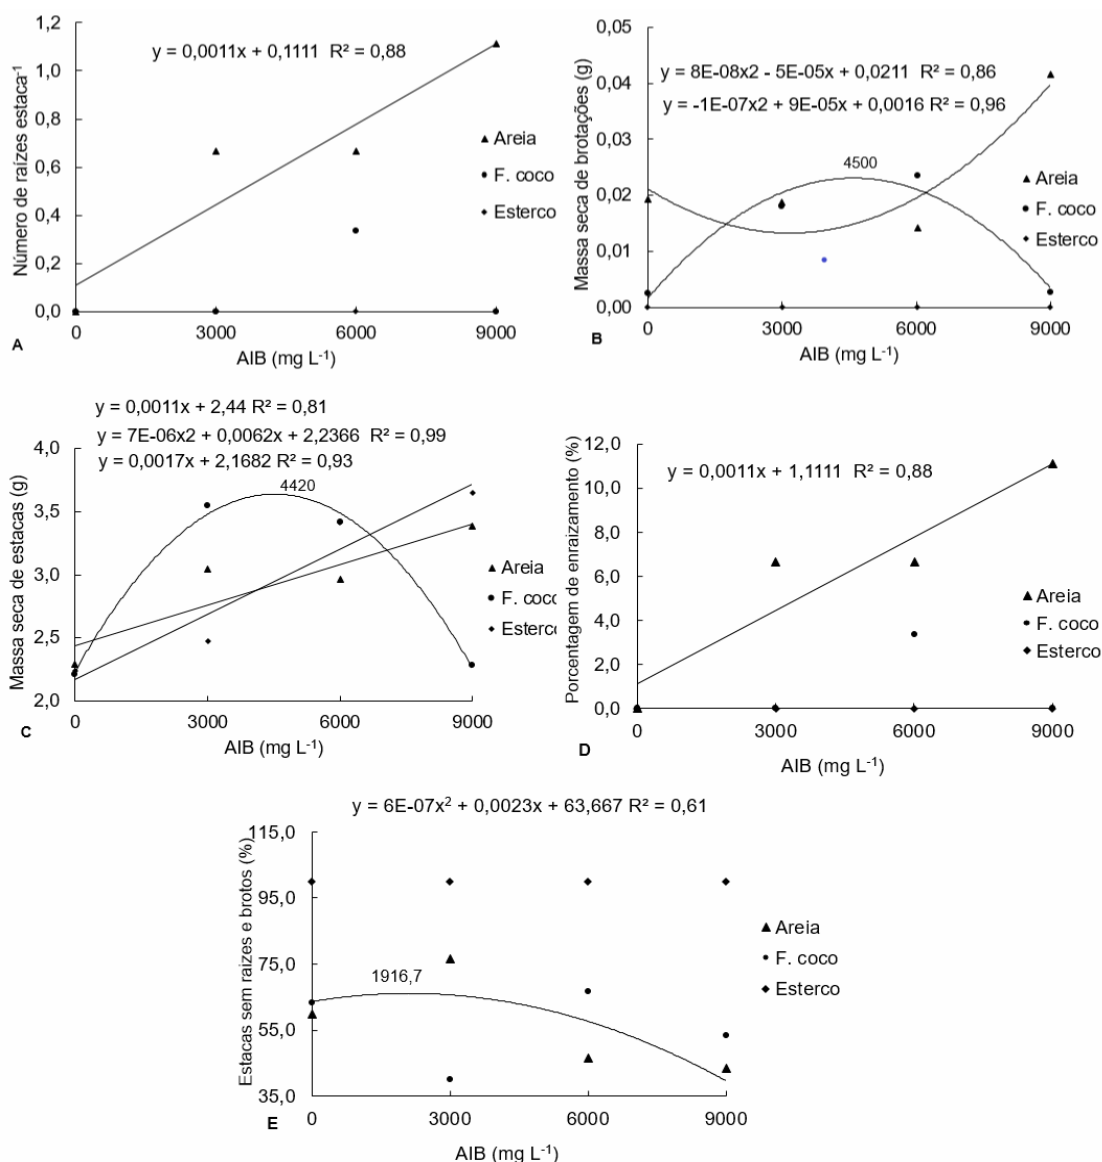 y = 0,0011x + 0,1111 R² = 0,88
Número de raízes estaca⁻¹
1,2
1,0
0,8
0,6
0,4
0,2
0,0
0 3000 6000 9000
AIB (mg L⁻¹)
Areia
F. coco
Esterco
A
y = 8E-08x2 - 5E-05x + 0,0211 R² = 0,86
y = -1E-07x2 + 9E-05x + 0,0016 R² = 0,96
Massa seca de brotações (g)
0,05
0,04
0,03
0,02
0,01
0,00
4500
0 3000 6000 9000
AIB (mg L⁻¹)
Areia
F. coco
Esterco
B
y = 0,0011x + 2,44 R² = 0,81
y = 7E-06x2 + 0,0062x + 2,2366 R² = 0,99
y = 0,0017x + 2,1682 R² = 0,93
Massa seca de estacas (g)
4,0
3,5
3,0
2,5
2,0
4420
0 3000 6000 9000
AIB (mg L⁻¹)
Areia
F. coco
Esterc
C
y = 0,0011x + 1,1111 R² = 0,88
Porcentagem de enraizamento (%)
12,0
10,0
8,0
6,0
4,0
2,0
0,0
0 3000 6000 9000
AIB (mg L⁻¹)
Areia
F. coco
Esterco
D
y = 6E-07x² + 0,0023x + 63,667 R² = 0,61
Estacas sem raizes e brotos (%)
115,0
95,0
75,0
55,0
35,0
1916,7
0 3000 6000 9000
AIB (mg L⁻¹)
Areia
F. coco
Esterco
E